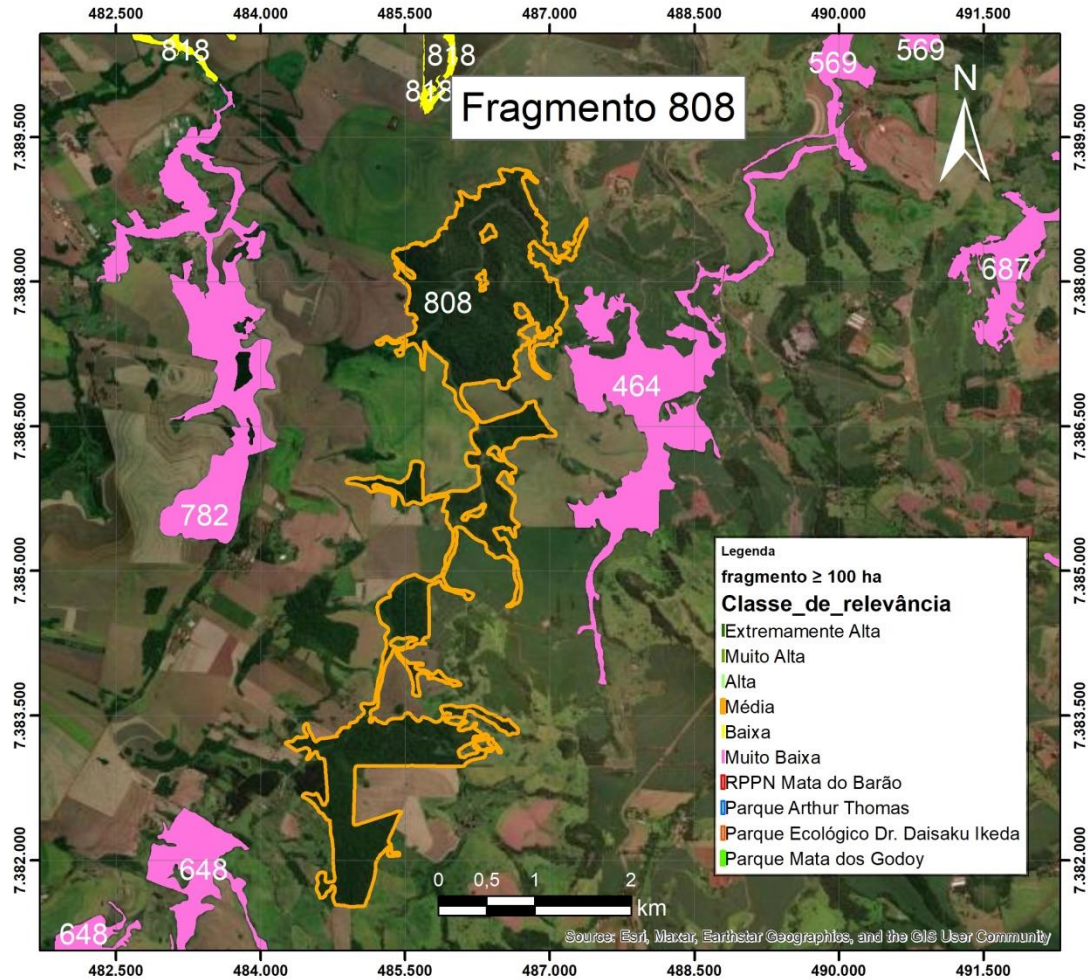 482.500 484.000 485.500 487.000 488.500 490.000 491.500
818 818 569 569
818
Fragmento 808
N
7.389.500 7.389.500
687
7.388.000 7.388.000
808
464
7.386.500 7.386.500
782
7.385.000 7.385.000
Legenda
fragmento ≥ 100 ha
Classe_de_relevância
Extremamente Alta
Muito Alta
Alta
Média
Baixa
Muito Baixa
RPPN Mata do Barão
Parque Arthur Thomas
Parque Ecológico Dr. Daisaku Ikeda
Parque Mata dos Godoy
7.383.500 7.383.500
7.382.000 7.382.000
648
0 0,5 1 2
km
648
Source: Esri, Maxar, Earthstar Geographics, and the GIS User Community
482.500 484.000 485.500 487.000 488.500 490.000 491.500